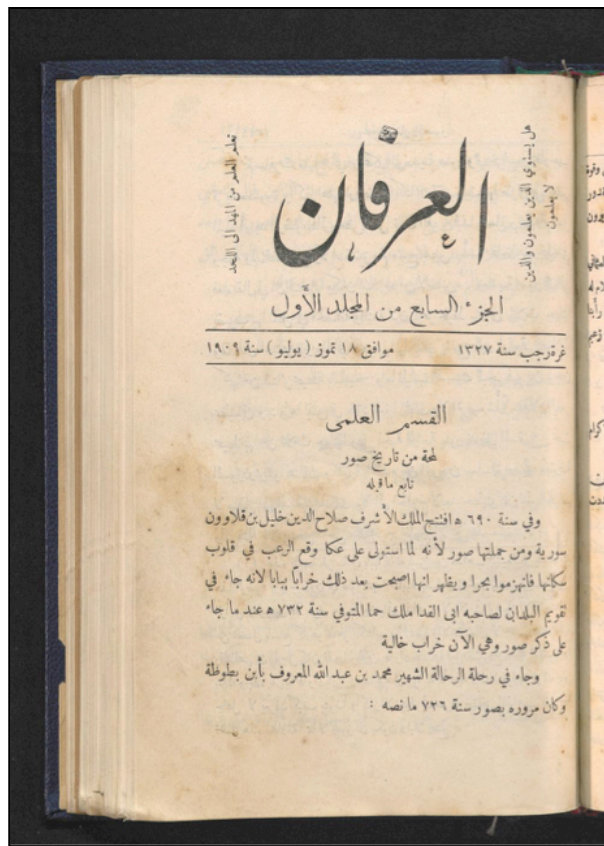 هل يستوي الذين يعلمون والذين
لا يعلمون
تعلم العلم من المهد الى اللحد
العرفان
الجزء السابع من المجلد الأول
غرة رجب سنة ١٣٢٧ موافق ١٨ تموز (يوليو) سنة ١٩٠٩
القسم العلمي
لمحة من تاريخ صور
تابع ما قبله
وفي سنة ٦٩٠ ه افتتح الملك الأشرف صلاح الدين خليل بن قلاوون
سورية ومن جملتها صور لأنه لما استولى على عكا وقع الرعب في قلوب
سكانها فانهزموا بحرا ويظهر انها اصبحت بعد ذلك خرابًا يبابا لانه جاء في
تقويم البلدان لصاحبه ابى الفدا ملك حما المتوفي سنة ٧٣٢ ه عند ما جاء
على ذكر صور وهي الآن خراب خالية
وجاء في رحلة الرحالة الشهير محمد بن عبد الله المعروف بأبن بطوطة
وكان مروره بصور سنة ٧٢٦ ما نصه :